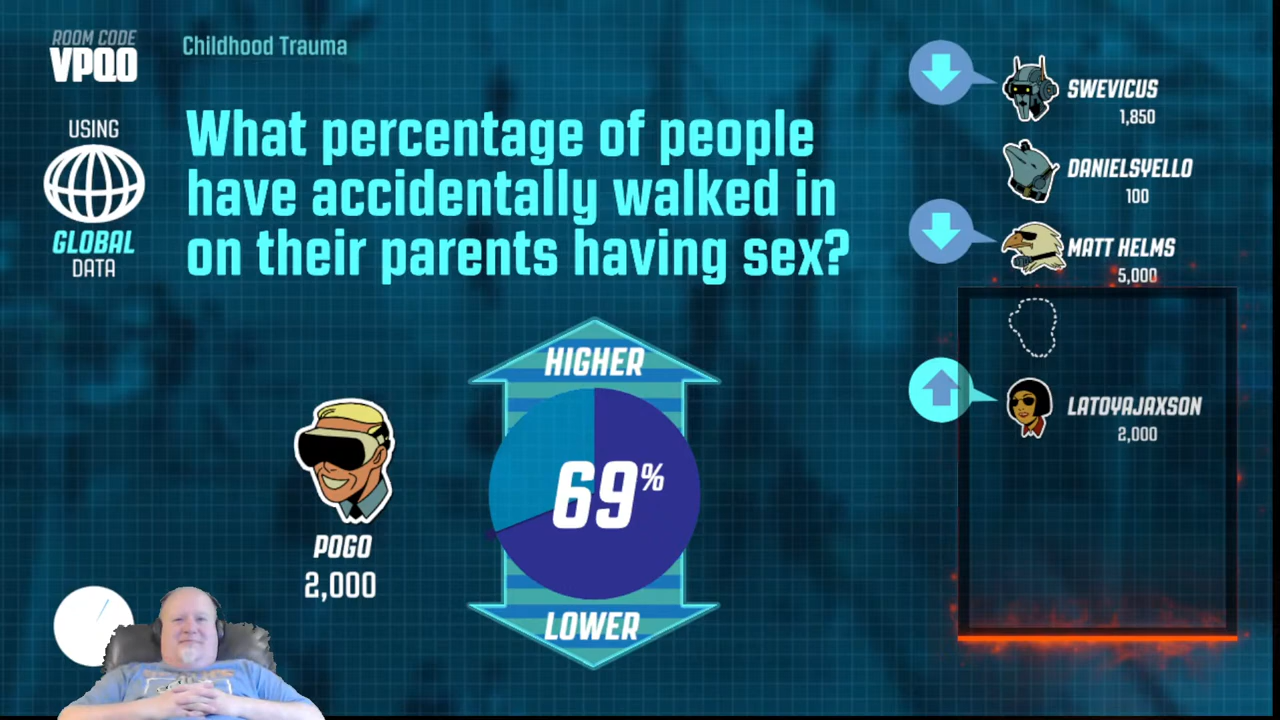 ROOM CODE
VPQO
Childhood Trauma
USING
GLOBAL
DATA
What percentage of people
have accidentally walked in
on their parents having sex?
HIGHER
69%
LOWER
POGO
2,000
SWEVICUS
1,850
DANIELSYELLO
100
MATT HELMS
5,000
LATOYAJAXSON
2,000